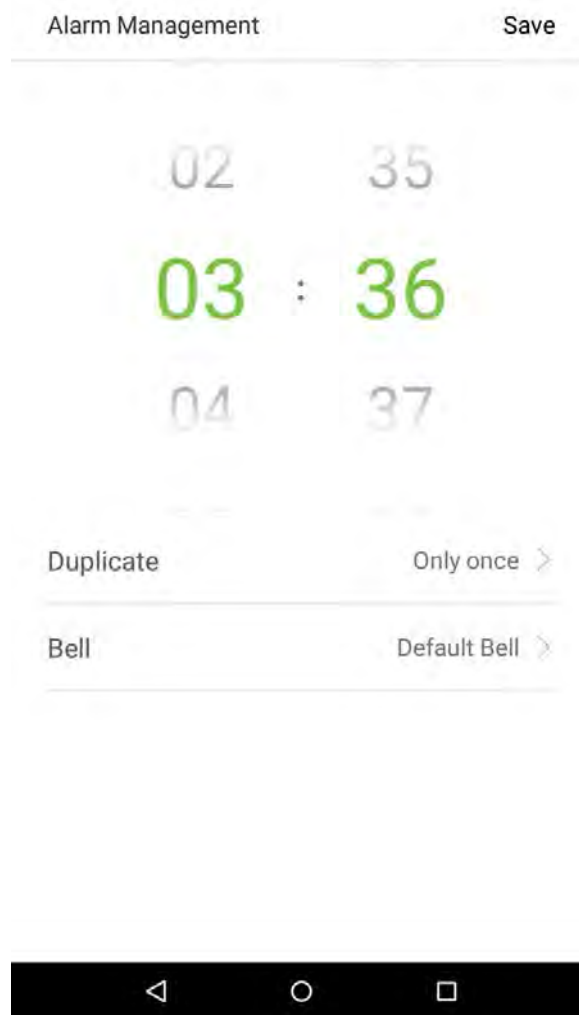 Alarm Management Save
02 35
03 : 36
04 37
Duplicate Only once
Bell Default Bell